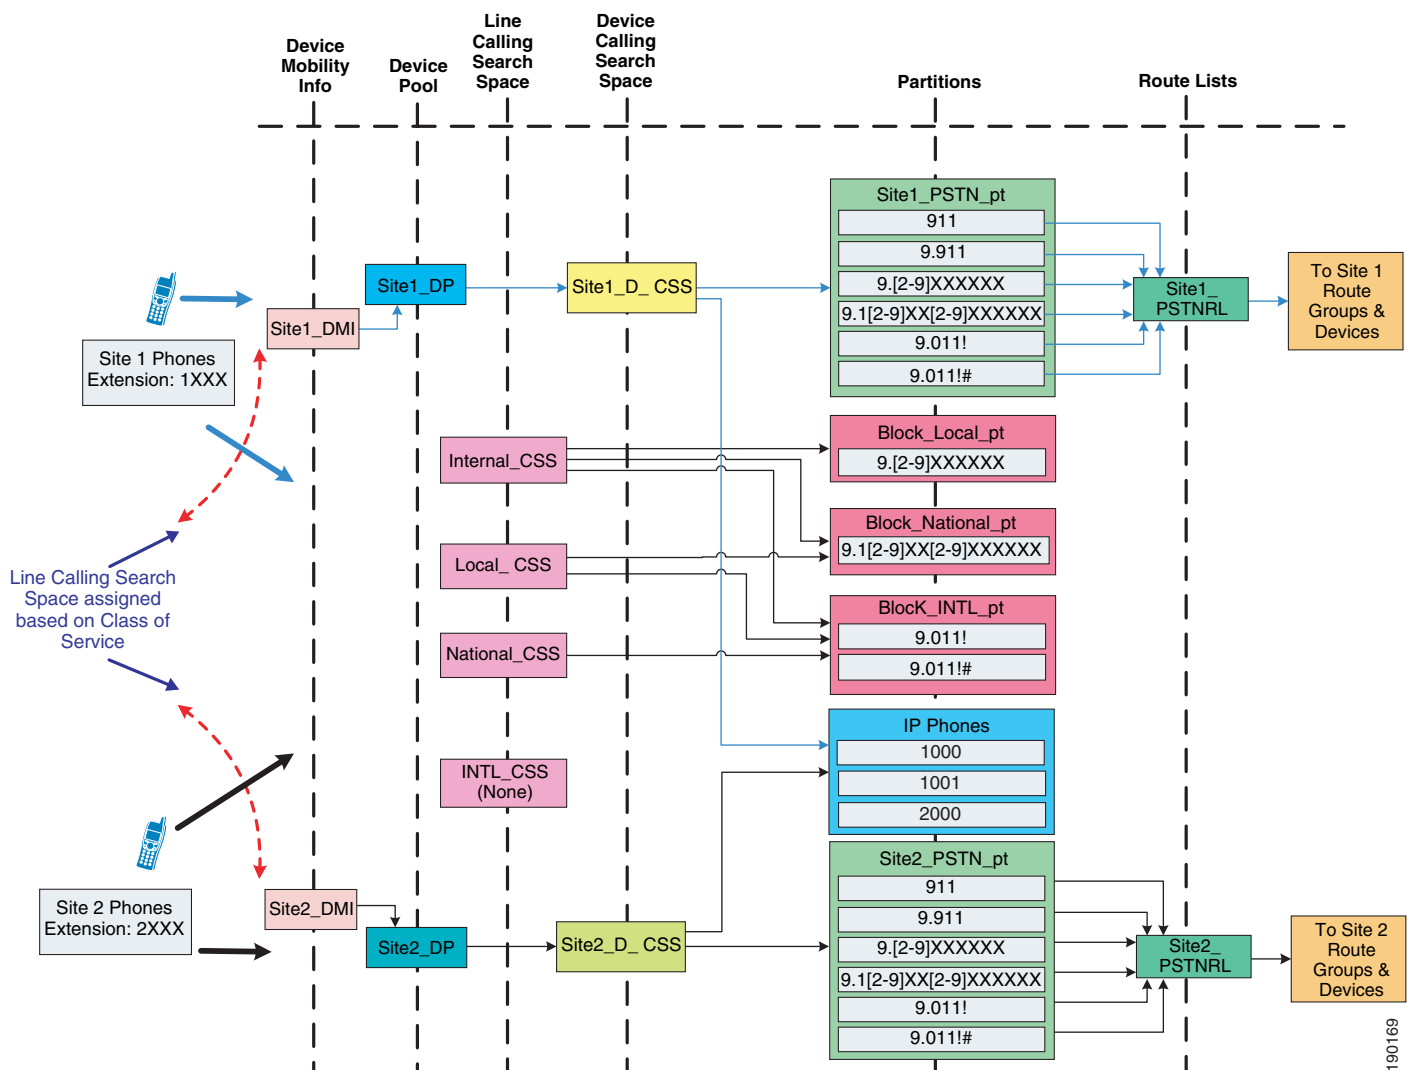 Device
Mobility
Info
Device
Pool
Line
Calling
Search
Space
Device
Calling
Search
Space
Partitions
Route Lists
Site1_PSTN_pt
911
9.911
9.[2-9]XXXXXX
9.1[2-9]XX[2-9]XXXXXX
9.011!
9.011!#
Site1_DP
Site1_D_ CSS
Site1_
PSTNRL
To Site 1
Route
Groups &
Devices
Site1_DMI
Site 1 Phones
Extension: 1XXX
Block_Local_pt
9.[2-9]XXXXXX
Internal_CSS
Block_National_pt
9.1[2-9]XX[2-9]XXXXXX
Local_ CSS
Line Calling Search
Space assigned
based on Class of
Service
BlocK_INTL_pt
9.011!
9.011!#
National_CSS
IP Phones
1000
1001
2000
INTL_CSS
(None)
Site2_PSTN_pt
911
9.911
9.[2-9]XXXXXX
9.1[2-9]XX[2-9]XXXXXX
9.011!
9.011!#
Site 2 Phones
Extension: 2XXX
Site2_DMI
Site2_DP
Site2_D_ CSS
Site2_
PSTNRL
To Site 2
Route
Groups &
Devices
190169